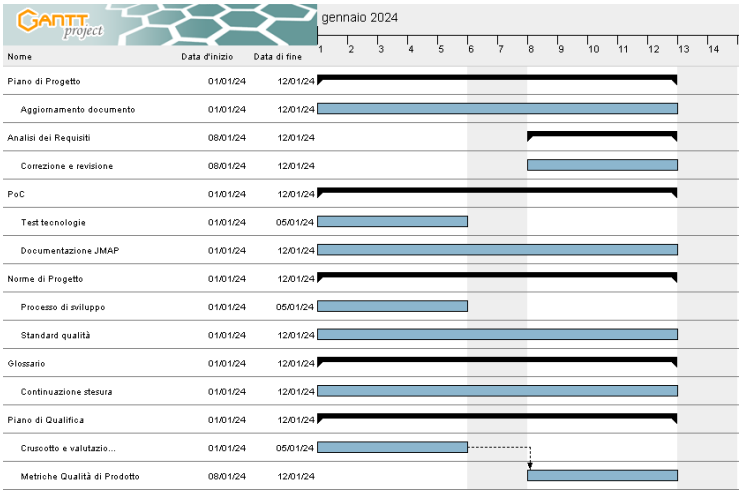 GANTT project
gennaio 2024
1 2 3 4 5 6 7 8 9 10 11 12 13 14
Nome Data d'inizio Data di fine
Piano di Progetto 01/01/24 12/01/24
Aggiornamento documento 01/01/24 12/01/24
Analisi dei Requisiti 08/01/24 12/01/24
Correzione e revisione 08/01/24 12/01/24
PoC 01/01/24 12/01/24
Test tecnologie 01/01/24 05/01/24
Documentazione JMAP 01/01/24 12/01/24
Norme di Progetto 01/01/24 12/01/24
Processo di sviluppo 01/01/24 05/01/24
Standard qualità 01/01/24 12/01/24
Glossario 01/01/24 12/01/24
Continuazione stesura 01/01/24 12/01/24
Piano di Qualifica 01/01/24 12/01/24
Cruscotto e valutazio... 01/01/24 05/01/24
Metriche Qualità di Prodotto 08/01/24 12/01/24